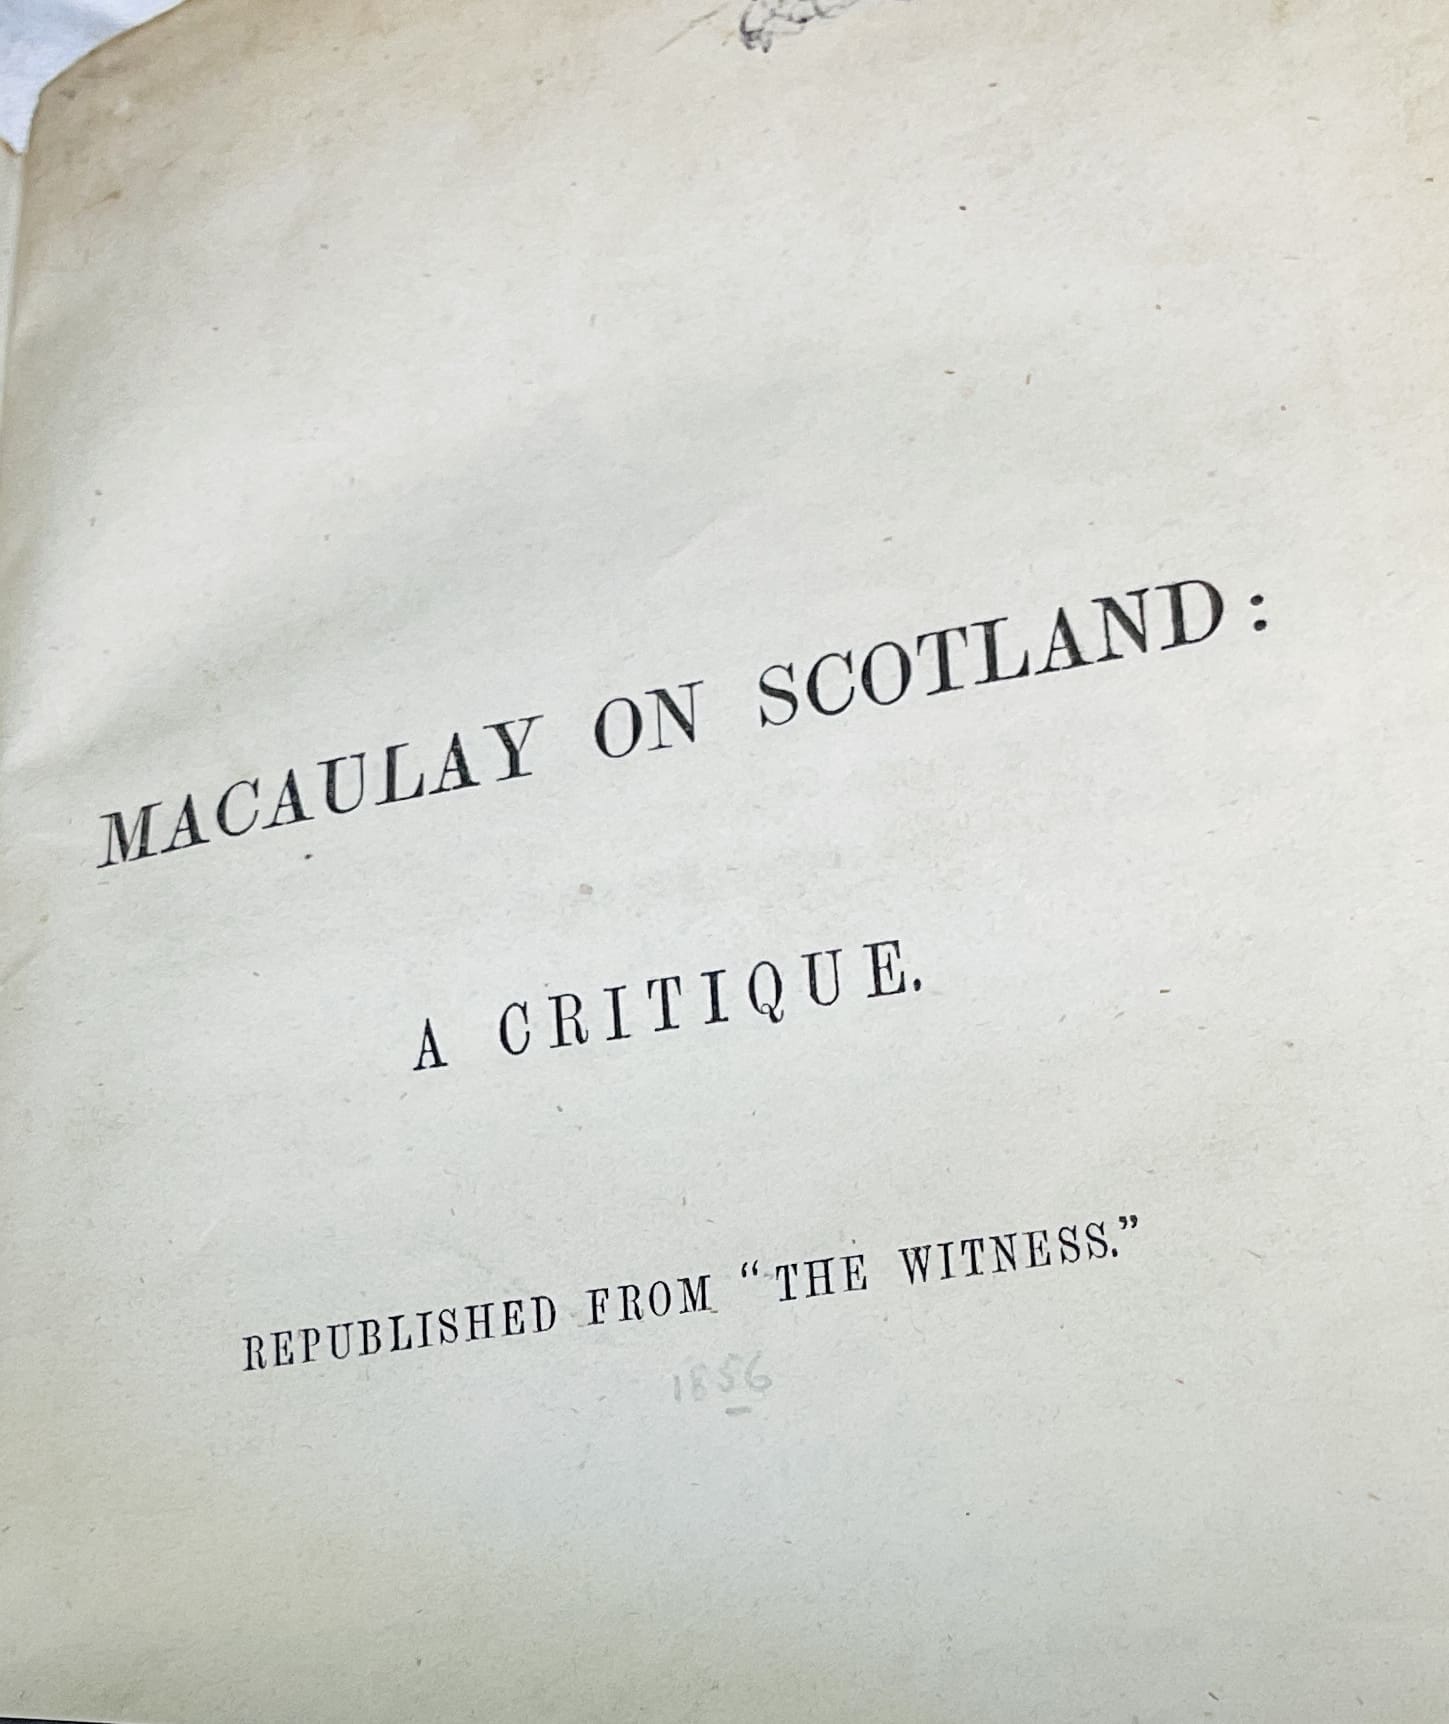 MACAULAY ON SCOTLAND:
A CRITIQUE.
REPUBLISHED FROM "THE WITNESS."
1856